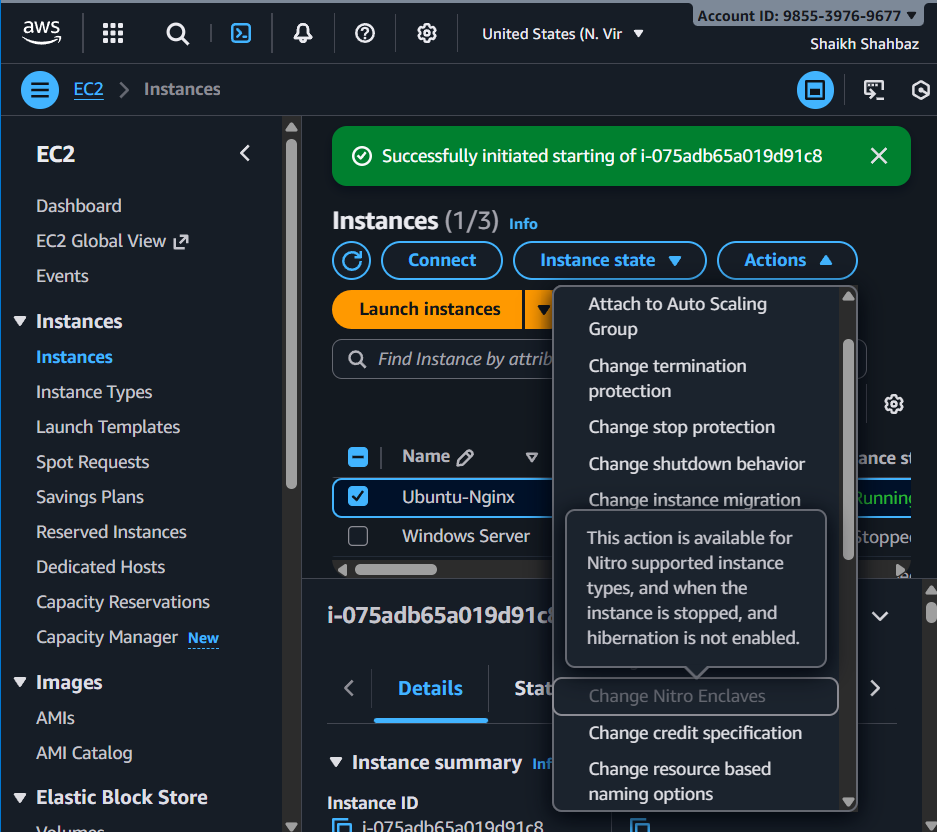 aws
United States (N. Vir
Account ID: 9855-3976-9677
Shaikh Shahbaz
EC2
Instances
EC2
Dashboard
EC2 Global View
Events
Instances
Instances
Instance Types
Launch Templates
Spot Requests
Savings Plans
Reserved Instances
Dedicated Hosts
Capacity Reservations
Capacity Manager New
Images
AMIs
AMI Catalog
Elastic Block Store
Volumes
Successfully initiated starting of i-075adb65a019d91c8
Instances (1/3) Info
Connect
Instance state
Actions
Launch instances
Find Instance by attrib
Name
ance st
Ubuntu-Nginx
Running
Windows Server
Stopped
Attach to Auto Scaling
Group
Change termination
protection
Change stop protection
Change shutdown behavior
Change instance migration
This action is available for
Nitro supported instance
types, and when the
instance is stopped, and
hibernation is not enabled.
Change Nitro Enclaves
Change credit specification
Change resource based
naming options
i-075adb65a019d91c8
Details
Stat
Instance summary Inf
Instance ID
i-075adb65a019d91c8